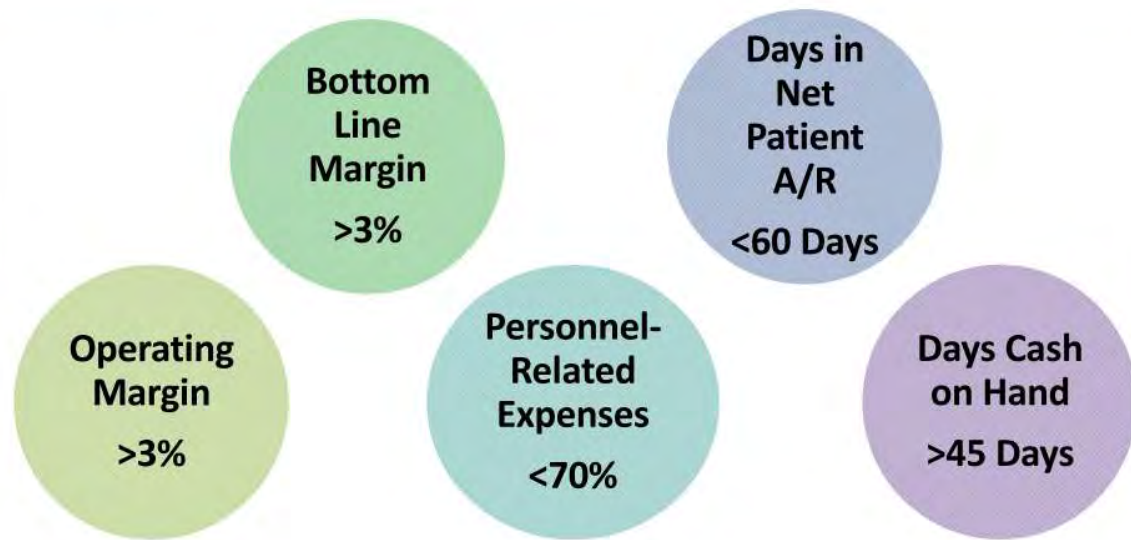 Bottom
Line
Margin
>3%
Days in
Net
Patient
A/R
<60 Days
Operating
Margin
>3%
Personnel-
Related
Expenses
<70%
Days Cash
on Hand
>45 Days